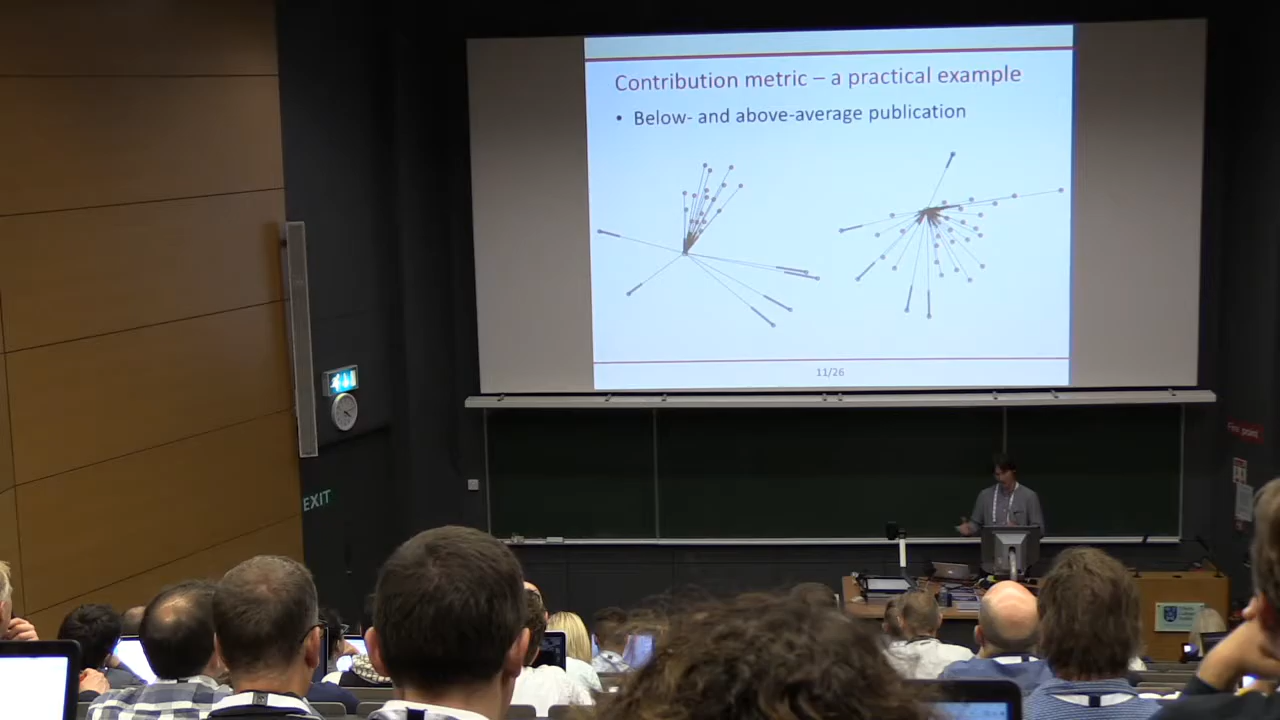 Contribution metric – a practical example
• Below- and above-average publication
11/26
EXIT